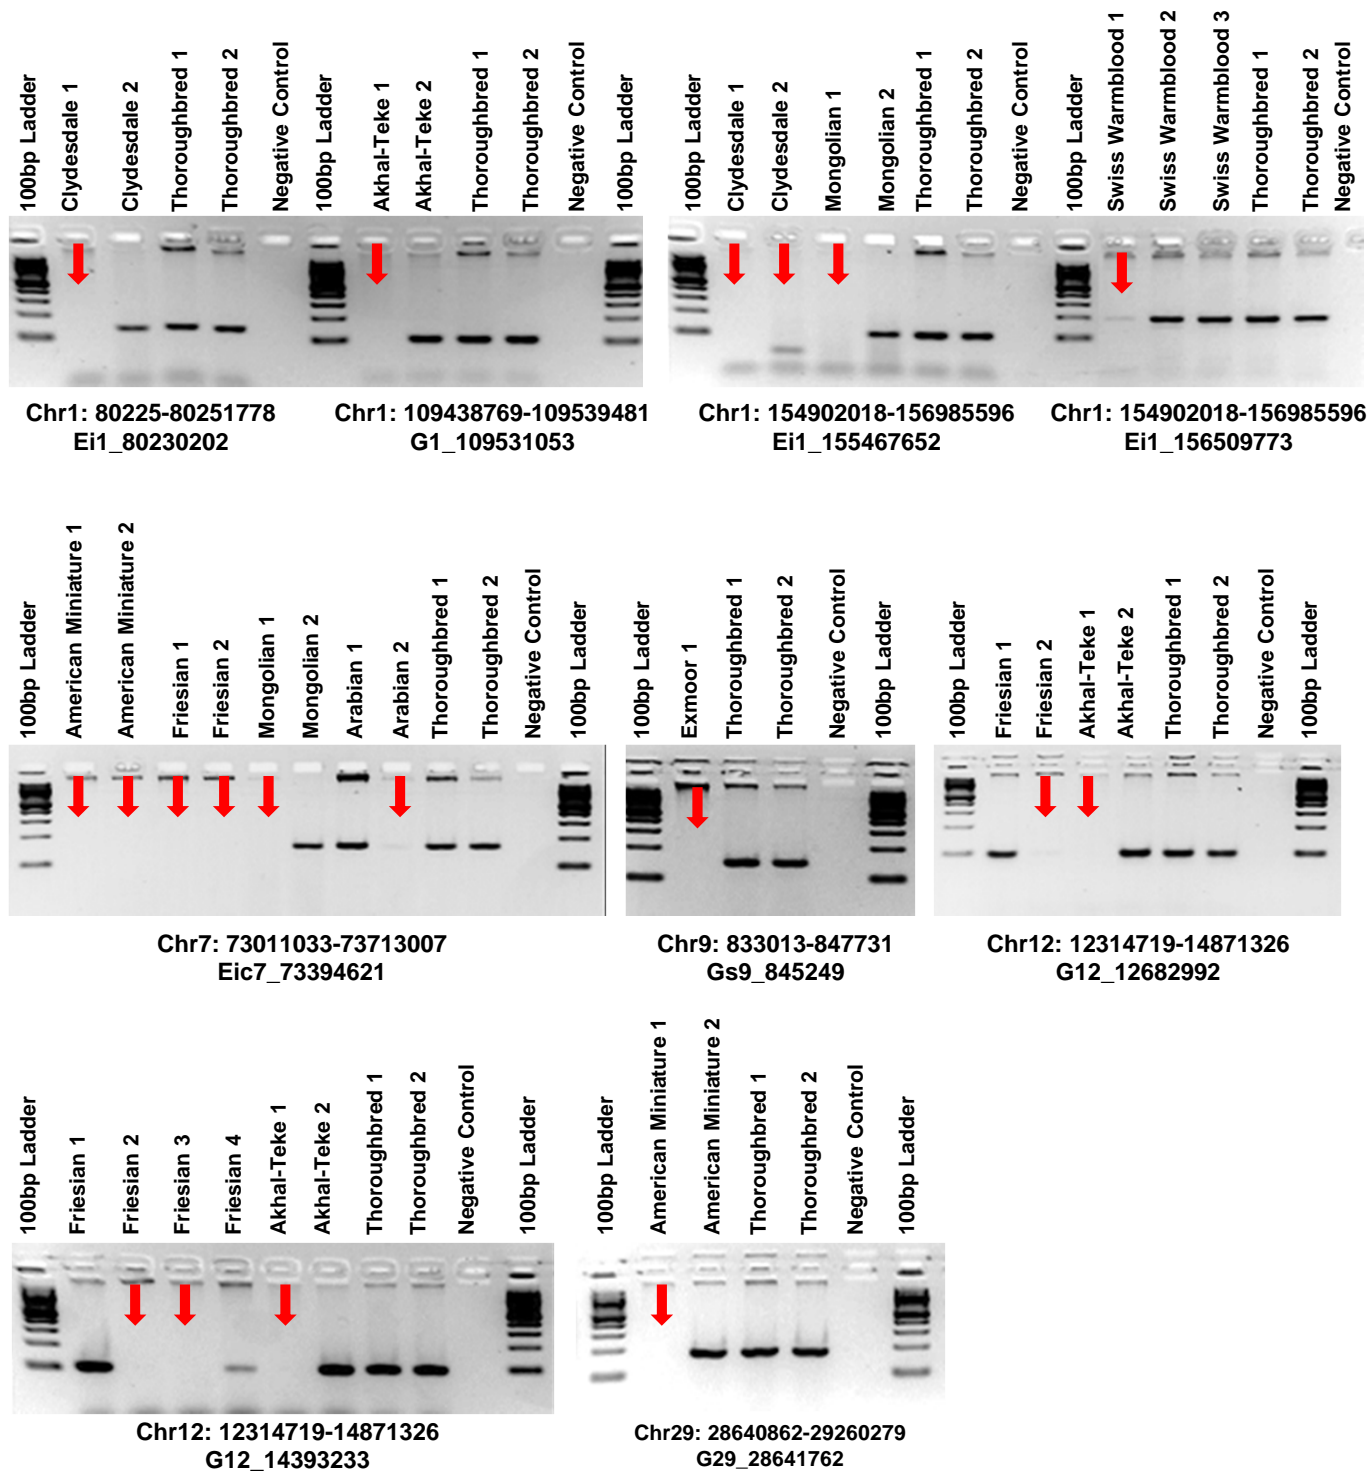 100bp Ladder
Clydesdale 1
Clydesdale 2
Thoroughbred 1
Thoroughbred 2
Negative Control
100bp Ladder
Akhal-Teke 1
Akhal-Teke 2
Thoroughbred 1
Thoroughbred 2
Negative Control
100bp Ladder
Chr1: 80225-80251778
Ei1_80230202
Chr1: 109438769-109539481
G1_109531053
100bp Ladder
Clydesdale 1
Clydesdale 2
Mongolian 1
Mongolian 2
Thoroughbred 1
Thoroughbred 2
Negative Control
100bp Ladder
Swiss Warmblood 1
Swiss Warmblood 2
Swiss Warmblood 3
Thoroughbred 1
Thoroughbred 2
Negative Control
Chr1: 154902018-156985596
Ei1_155467652
Chr1: 154902018-156985596
Ei1_156509773
100bp Ladder
American Miniature 1
American Miniature 2
Friesian 1
Friesian 2
Mongolian 1
Mongolian 2
Arabian 1
Arabian 2
Thoroughbred 1
Thoroughbred 2
Negative Control
100bp Ladder
Chr7: 73011033-73713007
Eic7_73394621
100bp Ladder
Exmoor 1
Thoroughbred 1
Thoroughbred 2
Negative Control
100bp Ladder
Chr9: 833013-847731
Gs9_845249
100bp Ladder
Friesian 1
Friesian 2
Akhal-Teke 1
Akhal-Teke 2
Thoroughbred 1
Thoroughbred 2
Negative Control
100bp Ladder
Chr12: 12314719-14871326
G12_12682992
100bp Ladder
Friesian 1
Friesian 2
Friesian 3
Friesian 4
Akhal-Teke 1
Akhal-Teke 2
Thoroughbred 1
Thoroughbred 2
Negative Control
100bp Ladder
Chr12: 12314719-14871326
G12_14393233
100bp Ladder
American Miniature 1
American Miniature 2
Thoroughbred 1
Thoroughbred 2
Negative Control
100bp Ladder
Chr29: 28640862-29260279
G29_28641762